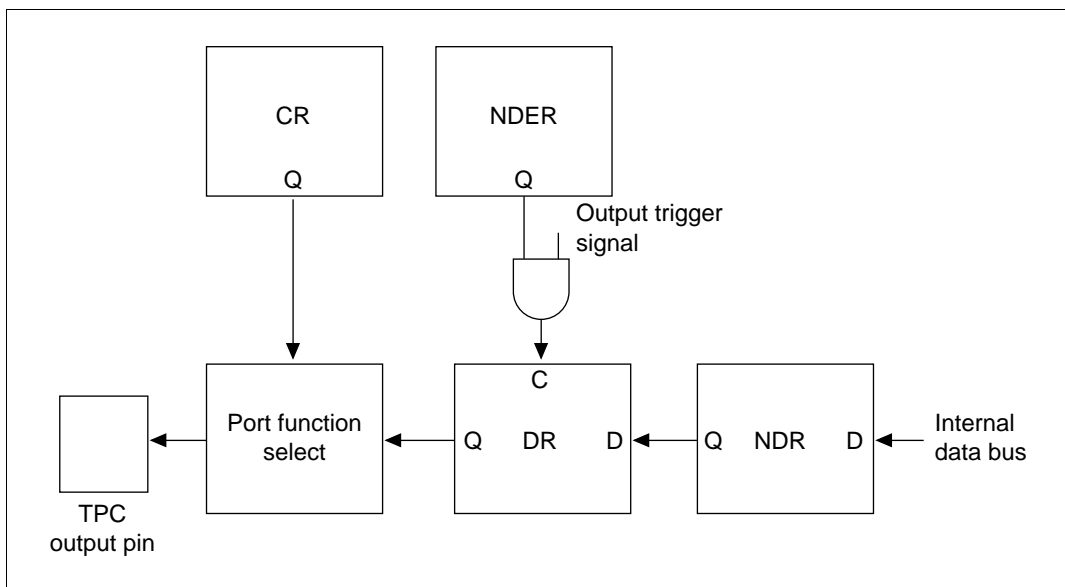 CR
Q
NDER
Q
Output trigger
signal
C
Port function
select
Q DR D
Q NDR D
Internal
data bus
TPC
output pin